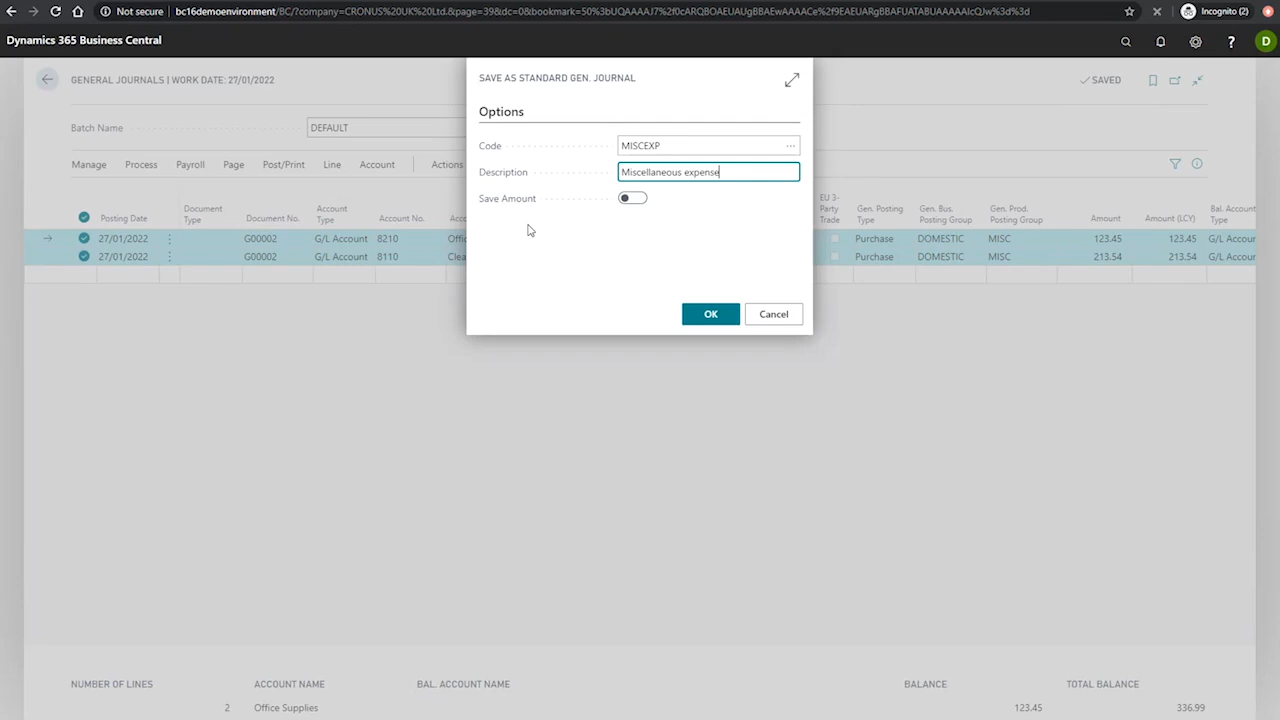 Not secure bc16demoenvironment/BC/?company=CRONUS%20UK%20Ltd.&page=39&dc=0&bookmark=50%3bUQAAAAJ7%2f0cARQBOAEUAUgBBAEwAAAACe%2f9EAEUARgBBAFUATABUAAAAAIcQJw%3d%3d Incognito (2)
Dynamics 365 Business Central ? D
GENERAL JOURNALS | WORK DATE: 27/01/2022
SAVED
SAVE AS STANDARD GEN. JOURNAL
Options
Code MISCEXP ...
Description Miscellaneous expense
Save Amount
OK Cancel
Batch Name DEFAULT
Manage Process Payroll Page Post/Print Line Account Actions
Posting Date Document Type Document No. Account Type Account No. Acc EU 3-Party Trade Gen. Posting Type Gen. Bus. Posting Group Gen. Prod. Posting Group Amount Amount (LCY) Bal. Account Type
27/01/2022 G00002 G/L Account 8210 Offic Purchase DOMESTIC MISC 123.45 123.45 G/L Accou
27/01/2022 G00002 G/L Account 8110 Clea Purchase DOMESTIC MISC 213.54 213.54 G/L Accou
NUMBER OF LINES ACCOUNT NAME BAL. ACCOUNT NAME BALANCE TOTAL BALANCE
2 Office Supplies 123.45 336.99